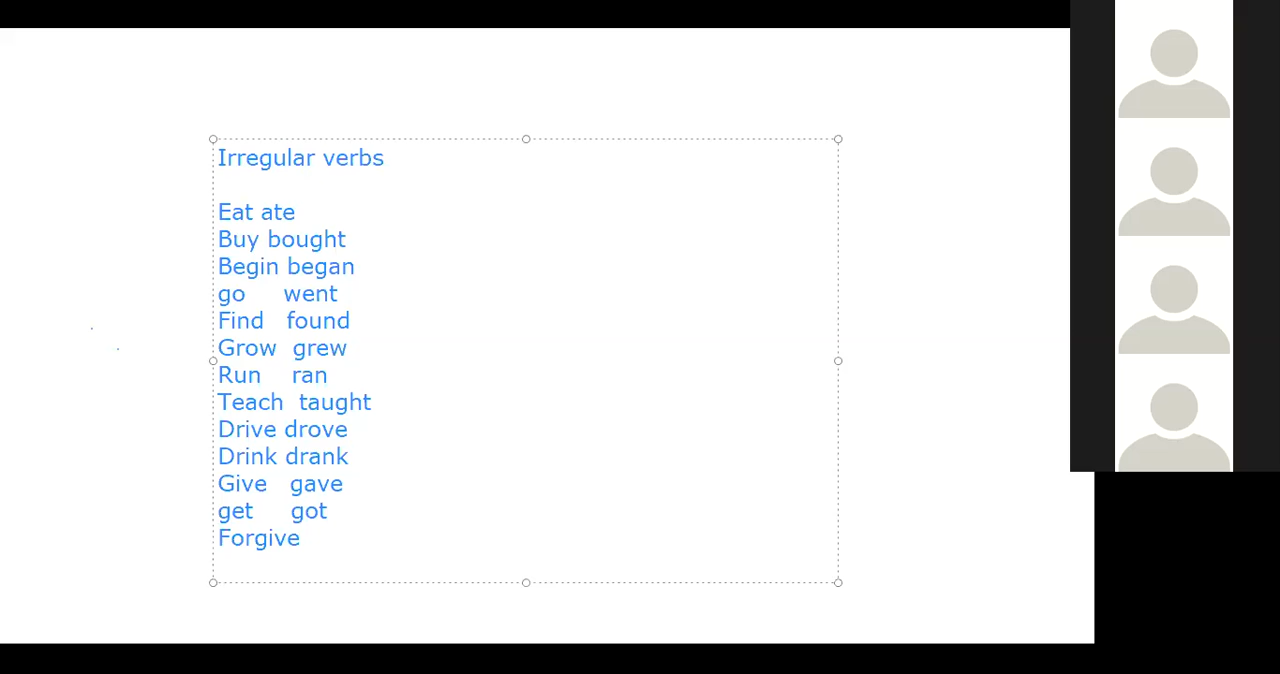 Irregular verbs
Eat ate
Buy bought
Begin began
go went
Find found
Grow grew
Run ran
Teach taught
Drive drove
Drink drank
Give gave
get got
Forgive